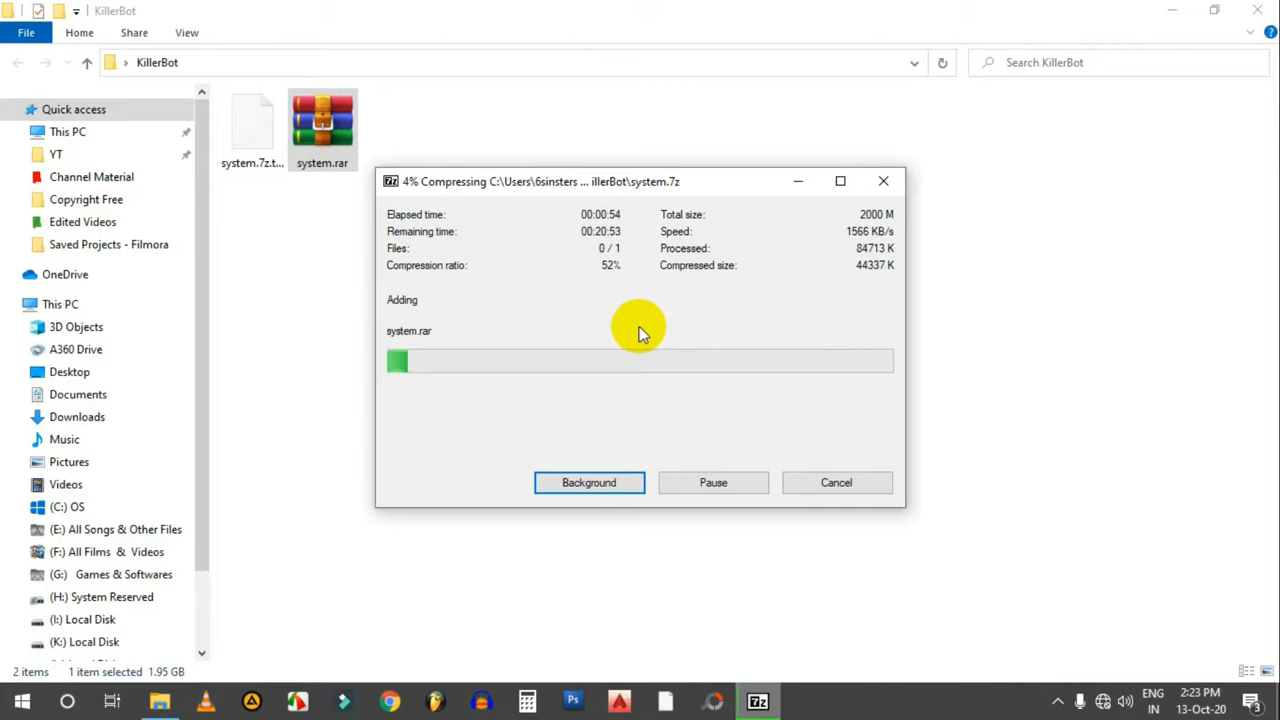 KillerBot
File
Home
Share
View
KillerBot
Search KillerBot
Quick access
This PC
YT
Channel Material
Copyright Free
Edited Videos
Saved Projects - Filmora
OneDrive
This PC
3D Objects
A360 Drive
Desktop
Documents
Downloads
Music
Pictures
Videos
(C:) OS
(E:) All Songs & Other Files
(F:) All Films & Videos
(G:) Games & Softwares
(H:) System Reserved
(I:) Local Disk
(K:) Local Disk
system.7z.t...
system.rar
7z
4% Compressing C:\Users\6sinsters ... illerBot\system.7z
Elapsed time: 00:00:54 Total size: 2000 M
Remaining time: 00:20:53 Speed: 1566 KB/s
Files: 0 / 1 Processed: 84713 K
Compression ratio: 52% Compressed size: 44337 K
Adding
system.rar
Background
Pause
Cancel
2 items 1 item selected 1.95 GB
Ps
7z
ENG
IN
2:23 PM
13-Oct-20
3